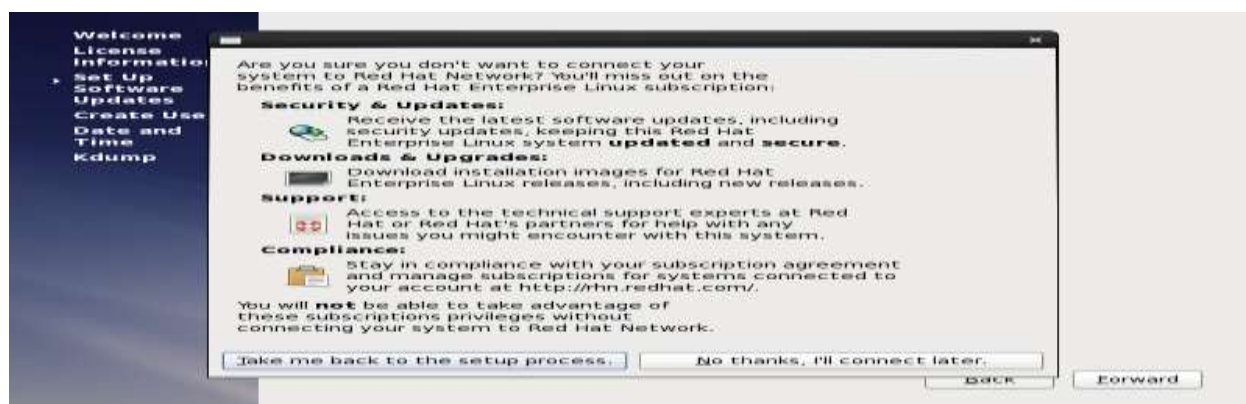 Welcome
License
Informatio
Set Up
Software
Updates
Create Use
Date and
Time
Kdump
Are you sure you don't want to connect your
system to Red Hat Network? You'll miss out on the
benefits of a Red Hat Enterprise Linux subscription:
Security & Updates:
Receive the latest software updates, including
security updates, keeping this Red Hat
Enterprise Linux system updated and secure.
Downloads & Upgrades:
Download installation images for Red Hat
Enterprise Linux releases, including new releases.
Support:
Access to the technical support experts at Red
Hat or Red Hat's partners for help with any
issues you might encounter with this system.
Compliance:
Stay in compliance with your subscription agreement
and manage subscriptions for systems connected to
your account at http://rhn.redhat.com/.
You will not be able to take advantage of
these subscriptions privileges without
connecting your system to Red Hat Network.
Take me back to the setup process.
No thanks, I'll connect later.
Back
Forward